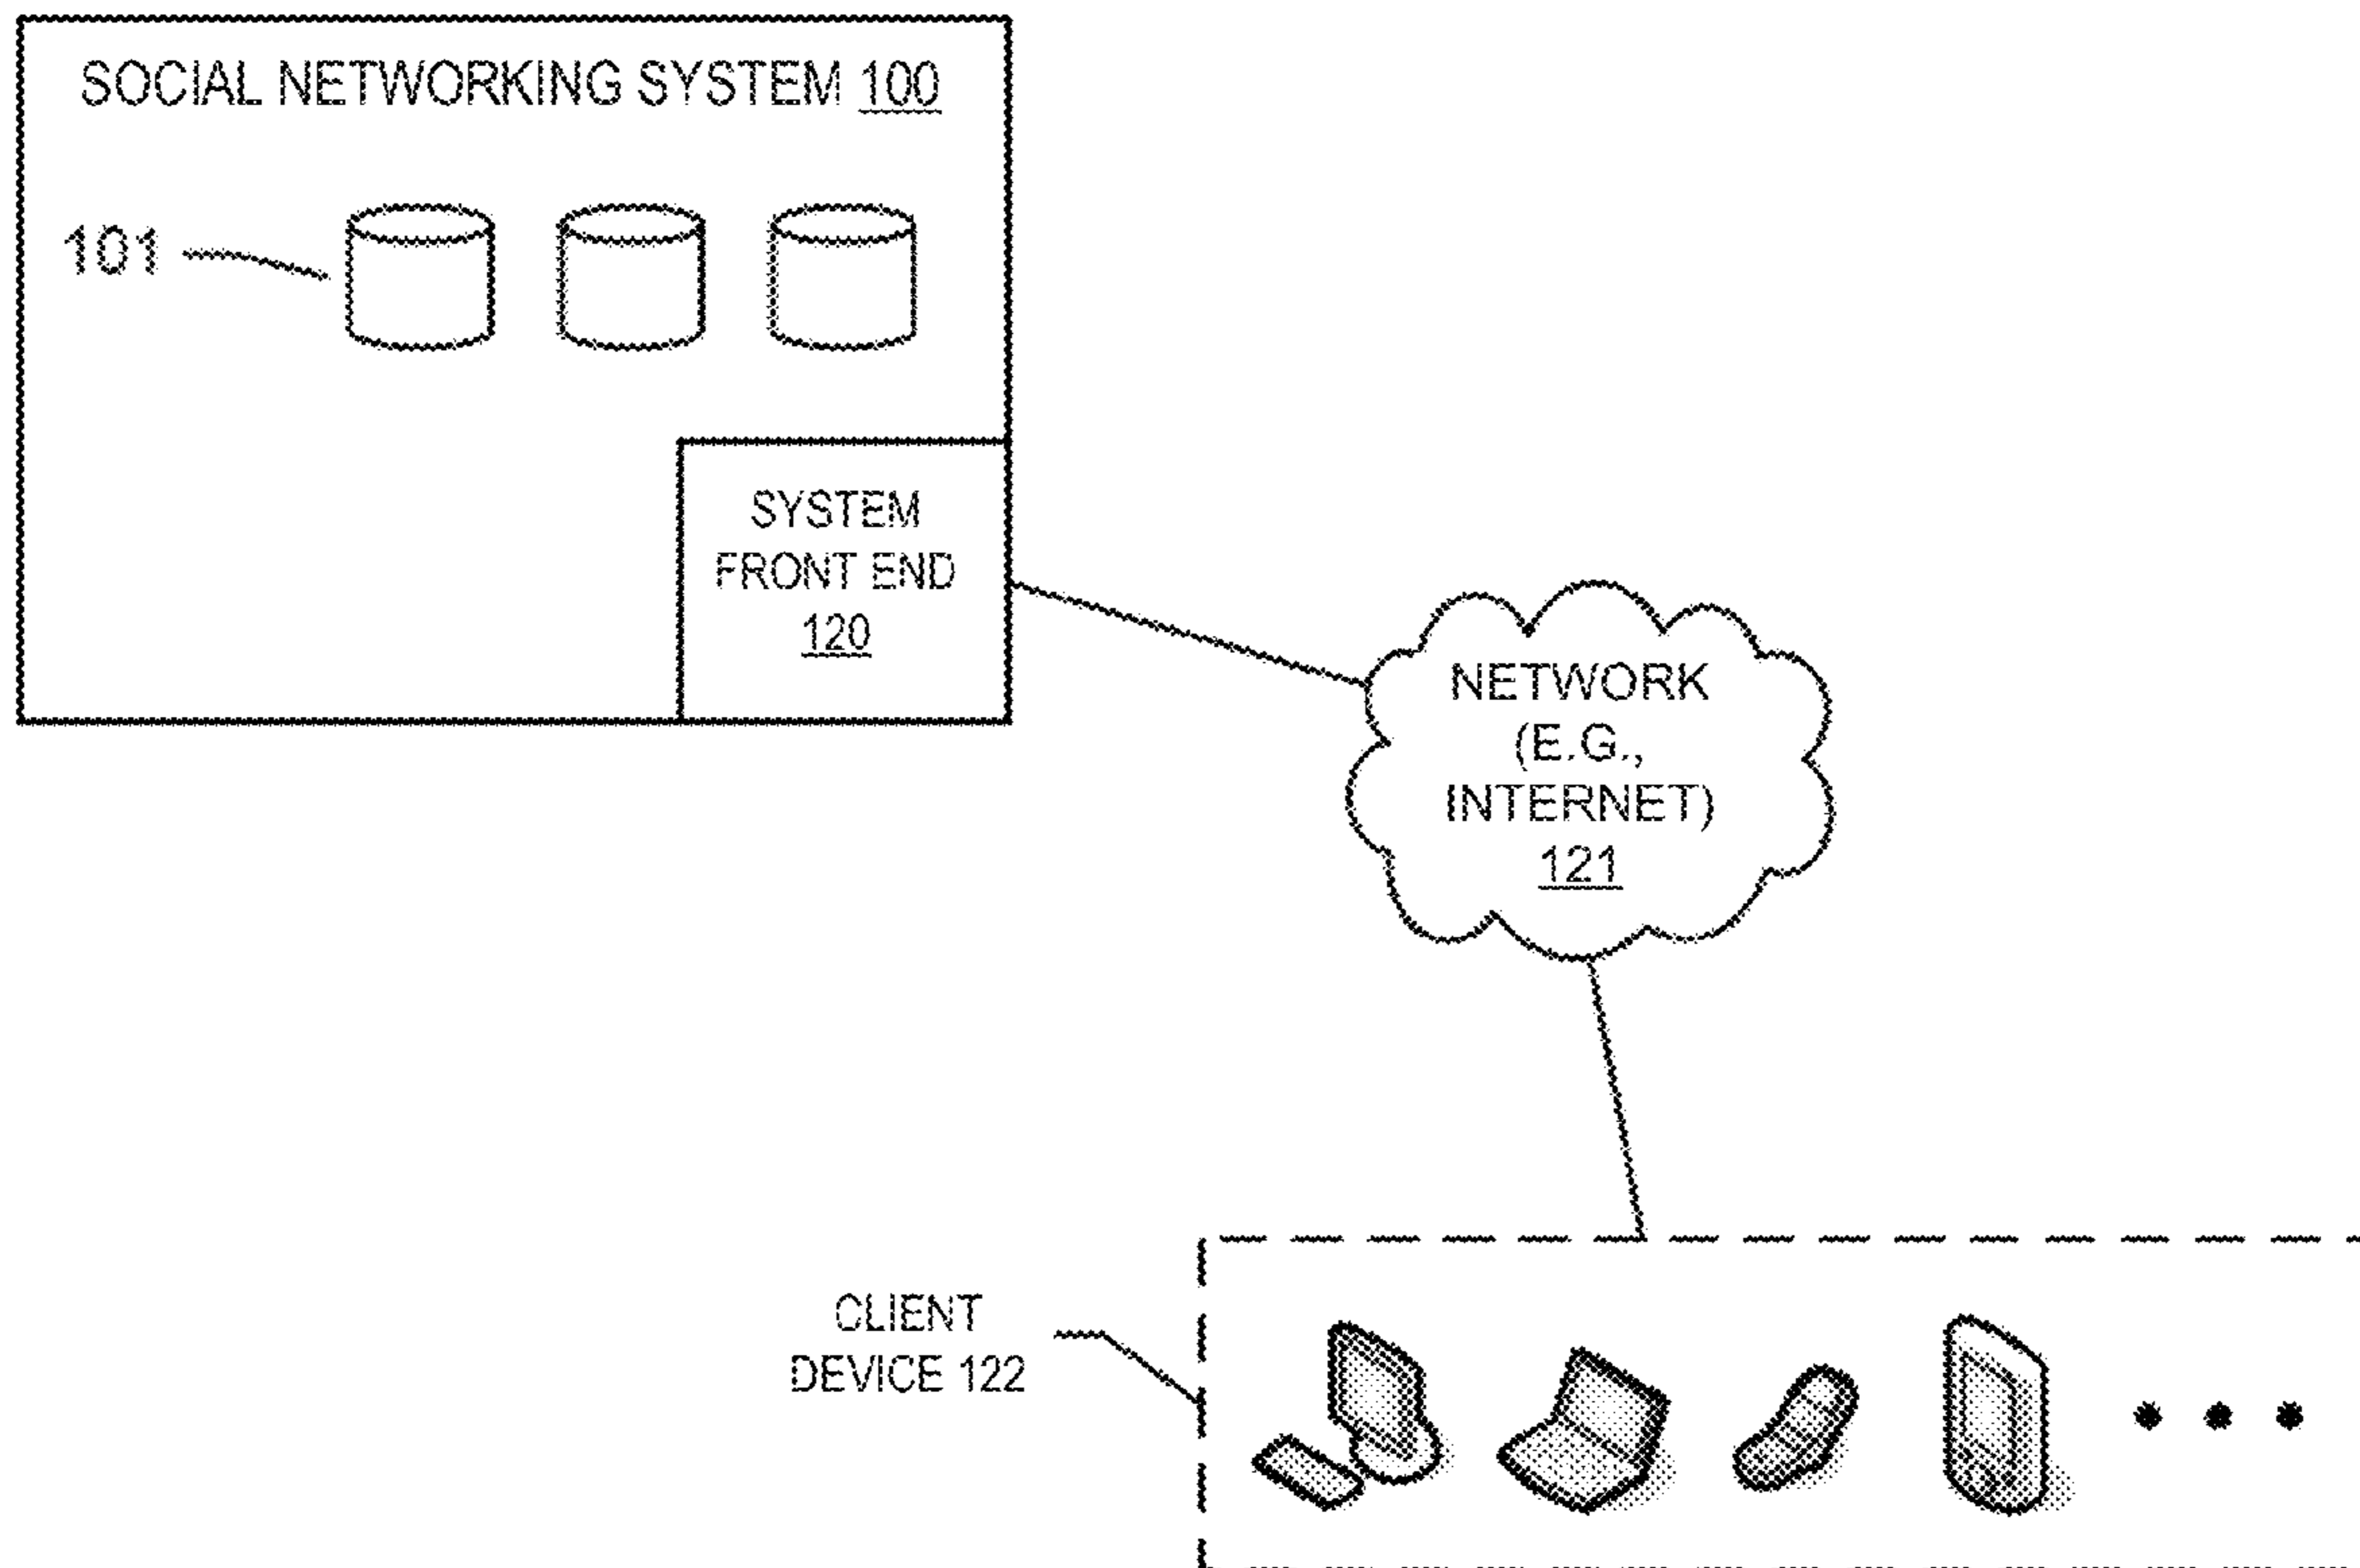 SOCIAL NETWORKING SYSTEM 100
101
SYSTEM
FRONT END
120
NETWORK
(E.G.,
INTERNET)
121
CLIENT
DEVICE 122